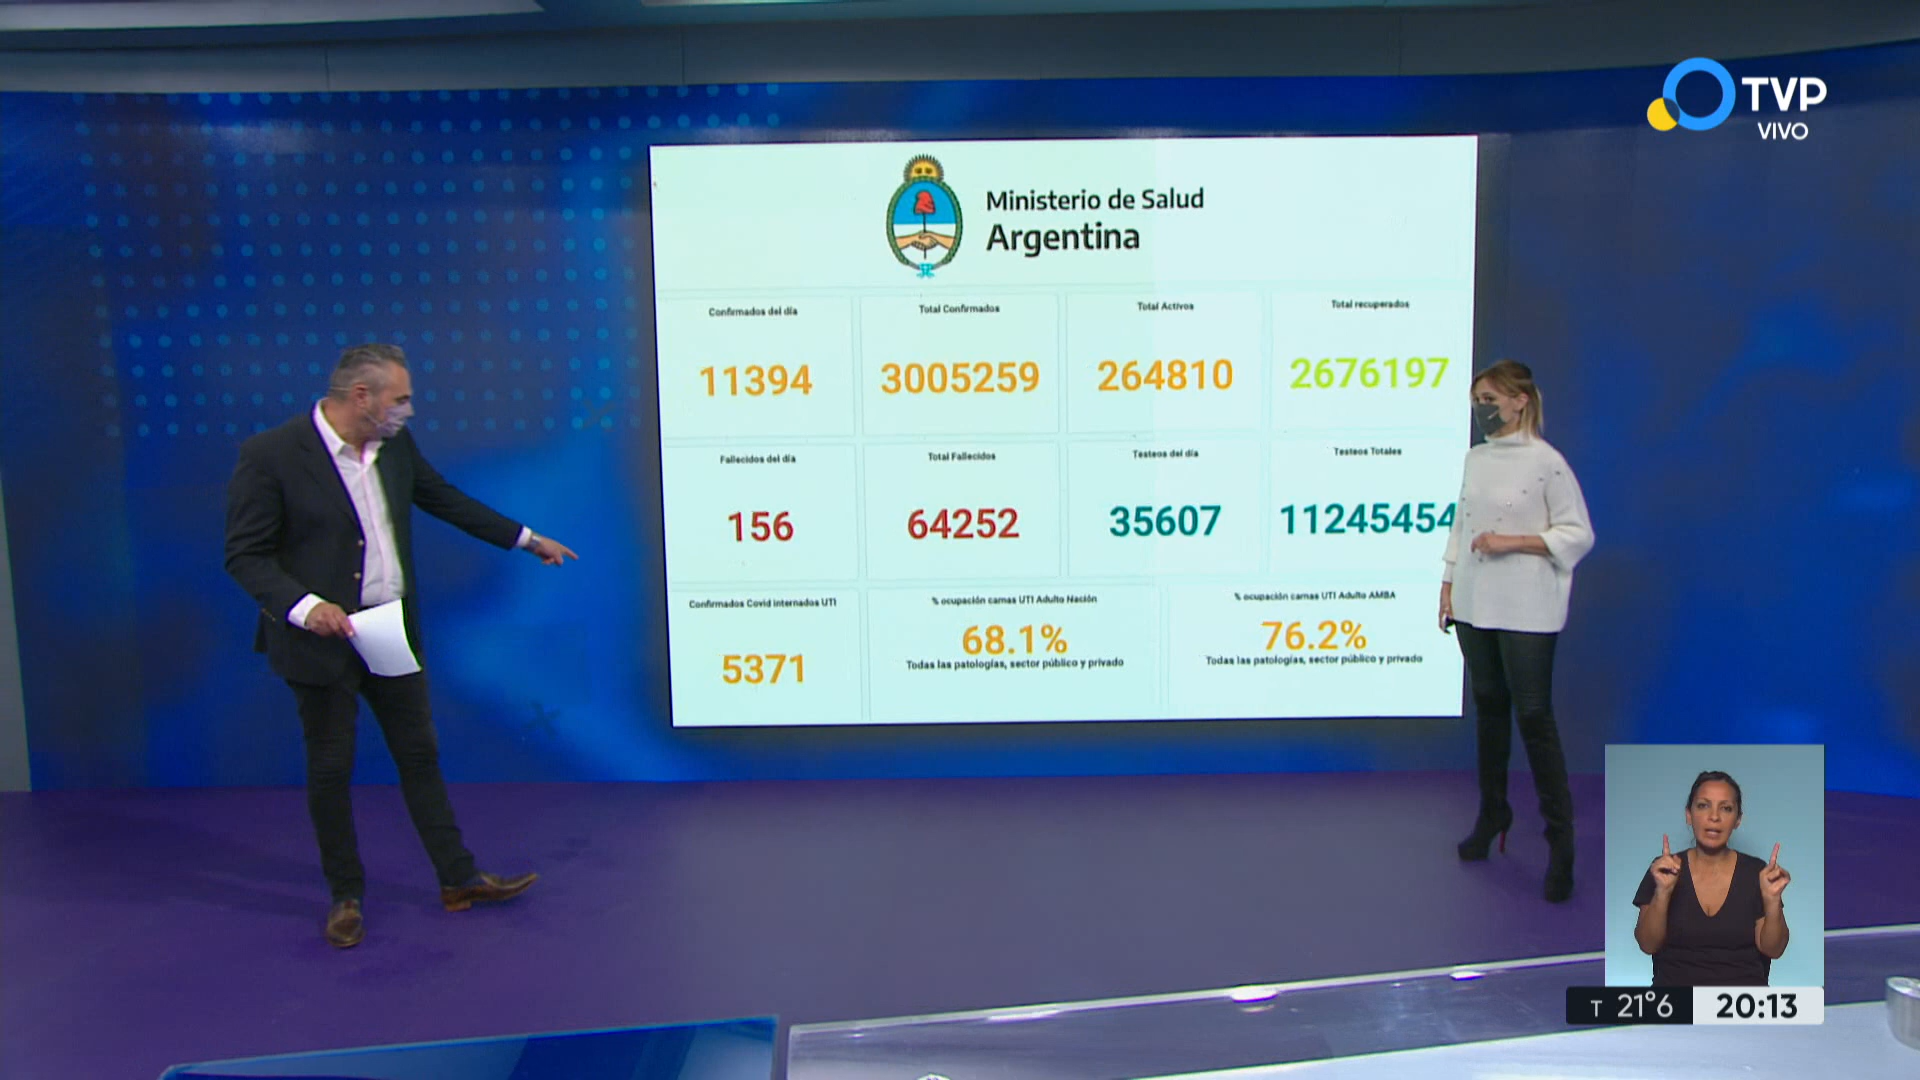 TVP
VIVO
Ministerio de Salud
Argentina
Confirmados del día
Total Confirmados
Total Activos
Total recuperados
11394
3005259
264810
2676197
Fallecidos del día
Total Fallecidos
Testeos del día
Testeos Totales
156
64252
35607
11245454
Confirmados Covid internados UTI
% ocupación camas UTI Adulto Nación
% ocupación camas UTI Adulto AMBA
5371
68.1%
76.2%
Todas las patologías, sector público y privado
Todas las patologías, sector público y privado
T 21°6
20:13